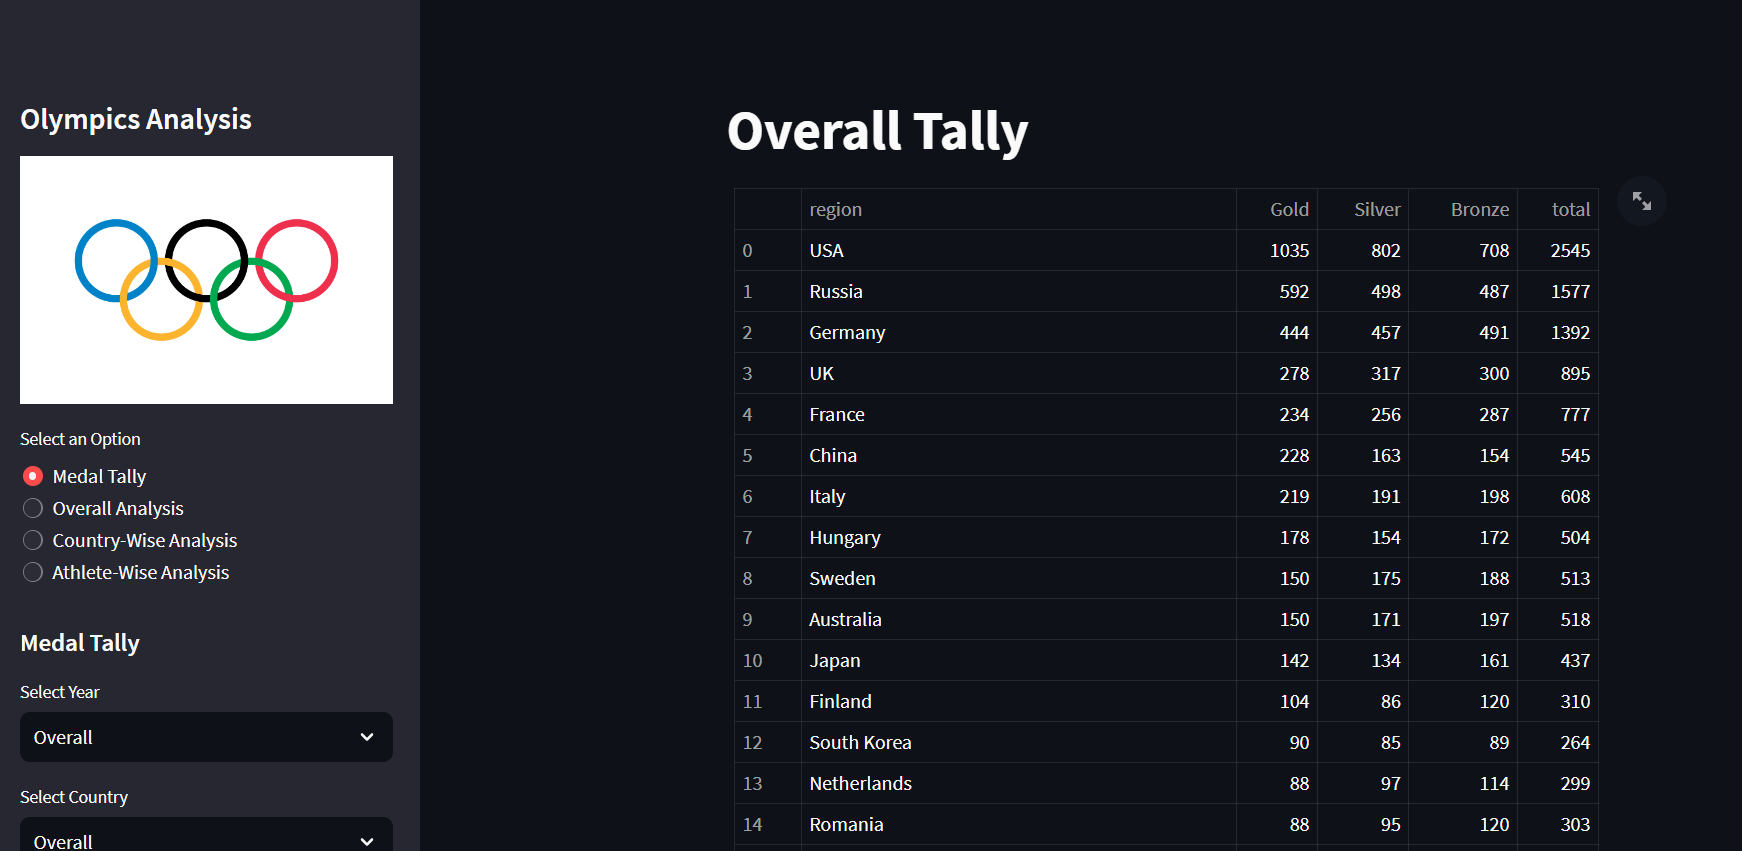 Olympics Analysis
Select an Option
Medal Tally
Overall Analysis
Country-Wise Analysis
Athlete-Wise Analysis
Medal Tally
Select Year
Overall
Select Country
Overall
Overall Tally
region Gold Silver Bronze total
0 USA 1035 802 708 2545
1 Russia 592 498 487 1577
2 Germany 444 457 491 1392
3 UK 278 317 300 895
4 France 234 256 287 777
5 China 228 163 154 545
6 Italy 219 191 198 608
7 Hungary 178 154 172 504
8 Sweden 150 175 188 513
9 Australia 150 171 197 518
10 Japan 142 134 161 437
11 Finland 104 86 120 310
12 South Korea 90 85 89 264
13 Netherlands 88 97 114 299
14 Romania 88 95 120 303